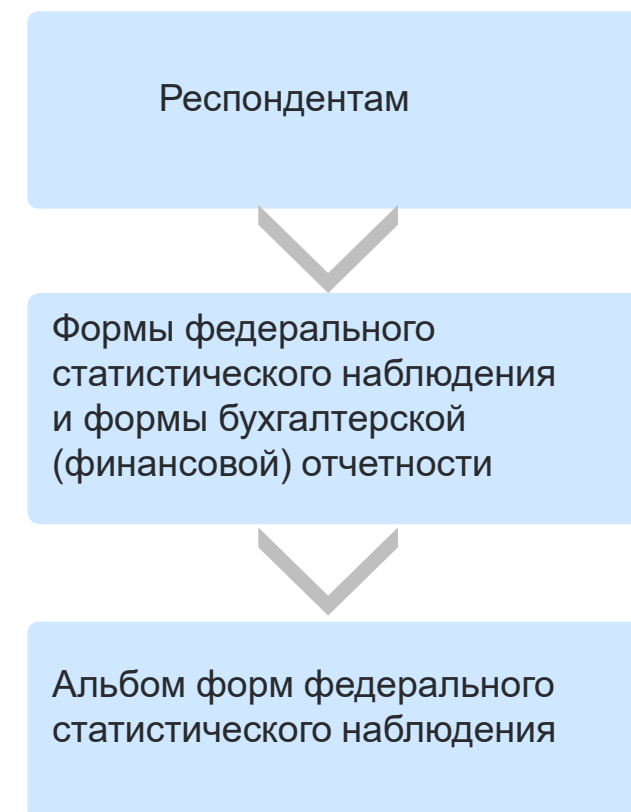 Респондентам
Формы федерального
статистического наблюдения
и формы бухгалтерской
(финансовой) отчетности
Альбом форм федерального
статистического наблюдения